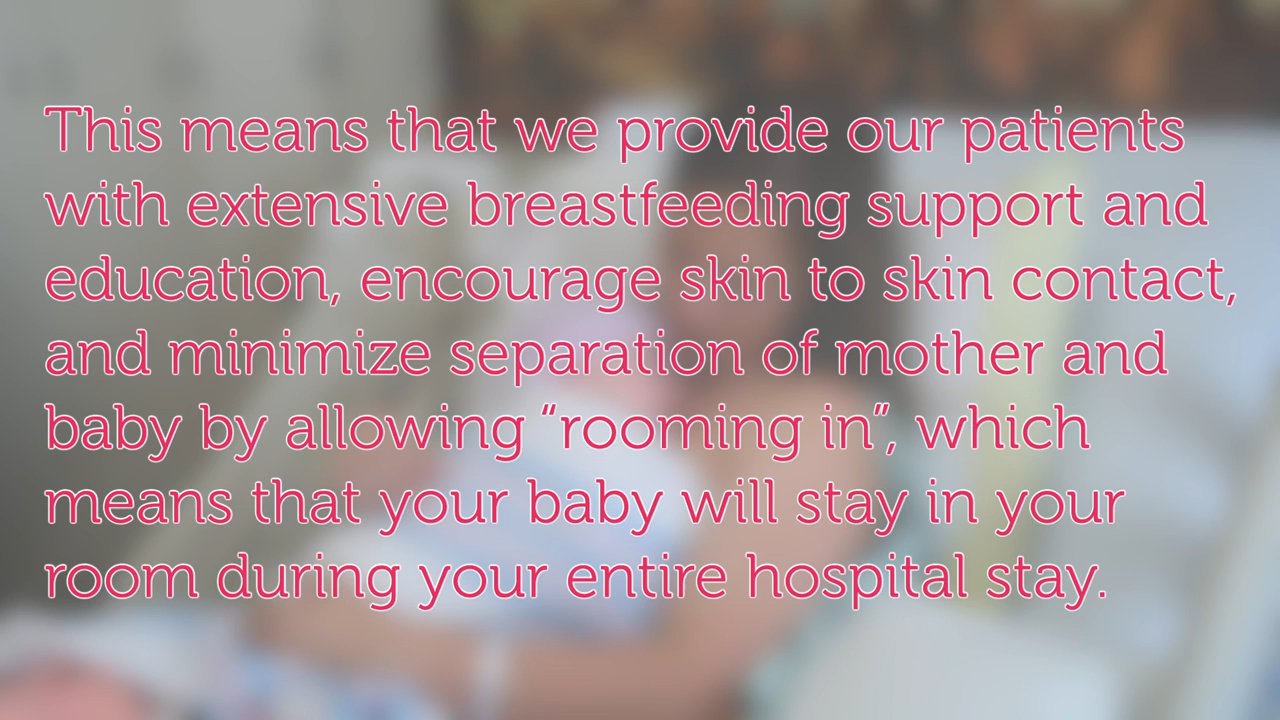 This means that we provide our patients
with extensive breastfeeding support and
education, encourage skin to skin contact,
and minimize separation of mother and
baby by allowing “rooming in”, which
means that your baby will stay in your
room during your entire hospital stay.